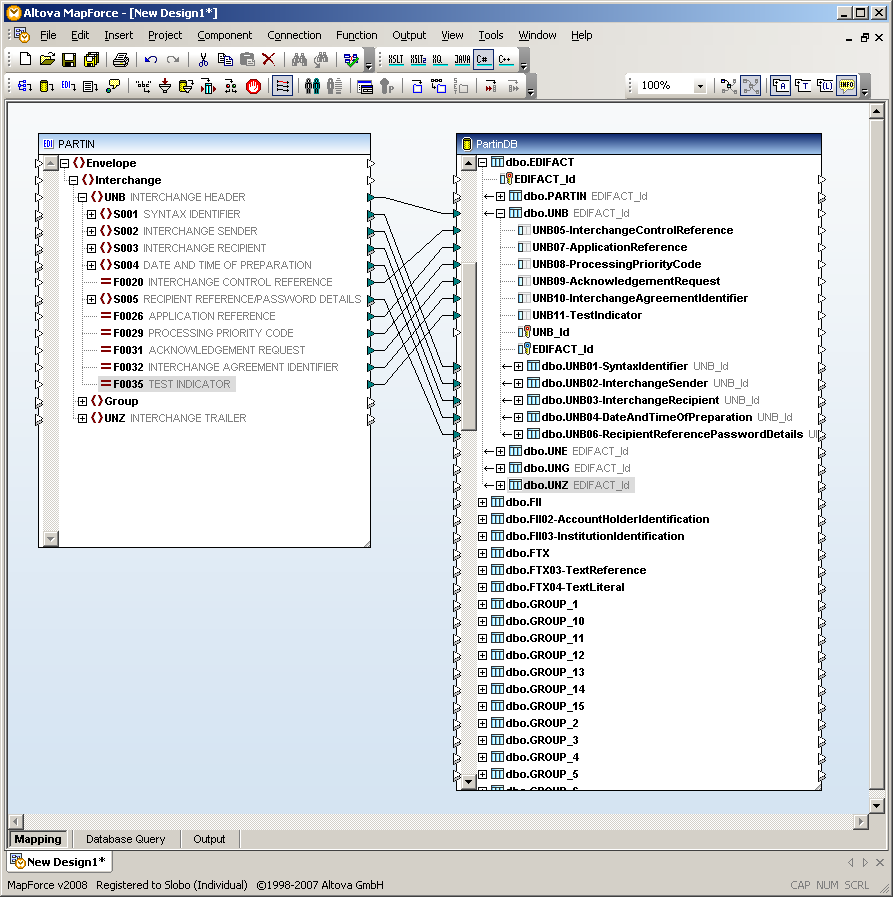 Altova MapForce - [New Design1*]
File Edit Insert Project Component Connection Function Output View Tools Window Help
XSLT XSLT2 XQ JAVA C# C++
EDI 100% A T L INFO
EDI PARTIN
Envelope
Interchange
UNB INTERCHANGE HEADER
S001 SYNTAX IDENTIFIER
S002 INTERCHANGE SENDER
S003 INTERCHANGE RECIPIENT
S004 DATE AND TIME OF PREPARATION
F0020 INTERCHANGE CONTROL REFERENCE
S005 RECIPIENT REFERENCE/PASSWORD DETAILS
F0026 APPLICATION REFERENCE
F0029 PROCESSING PRIORITY CODE
F0031 ACKNOWLEDGEMENT REQUEST
F0032 INTERCHANGE AGREEMENT IDENTIFIER
F0035 TEST INDICATOR
Group
UNZ INTERCHANGE TRAILER
PartinDB
dbo.EDIFACT
EDIFACT_Id
dbo.PARTIN EDIFACT_Id
dbo.UNB EDIFACT_Id
UNB05-InterchangeControlReference
UNB07-ApplicationReference
UNB08-ProcessingPriorityCode
UNB09-AcknowledgementRequest
UNB10-InterchangeAgreementIdentifier
UNB11-TestIndicator
UNB_Id
EDIFACT_Id
dbo.UNB01-SyntaxIdentifier UNB_Id
dbo.UNB02-InterchangeSender UNB_Id
dbo.UNB03-InterchangeRecipient UNB_Id
dbo.UNB04-DateAndTimeOfPreparation UNB_Id
dbo.UNB06-RecipientReferencePasswordDetails
dbo.UNE EDIFACT_Id
dbo.UNG EDIFACT_Id
dbo.UNZ EDIFACT_Id
dbo.FII
dbo.FII02-AccountHolderIdentification
dbo.FII03-InstitutionIdentification
dbo.FTX
dbo.FTX03-TextReference
dbo.FTX04-TextLiteral
dbo.GROUP_1
dbo.GROUP_10
dbo.GROUP_11
dbo.GROUP_12
dbo.GROUP_13
dbo.GROUP_14
dbo.GROUP_15
dbo.GROUP_2
dbo.GROUP_3
dbo.GROUP_4
dbo.GROUP_5
Mapping Database Query Output
New Design1*
MapForce v2008 Registered to Slobo (Individual) ©1998-2007 Altova GmbH CAP NUM SCRL